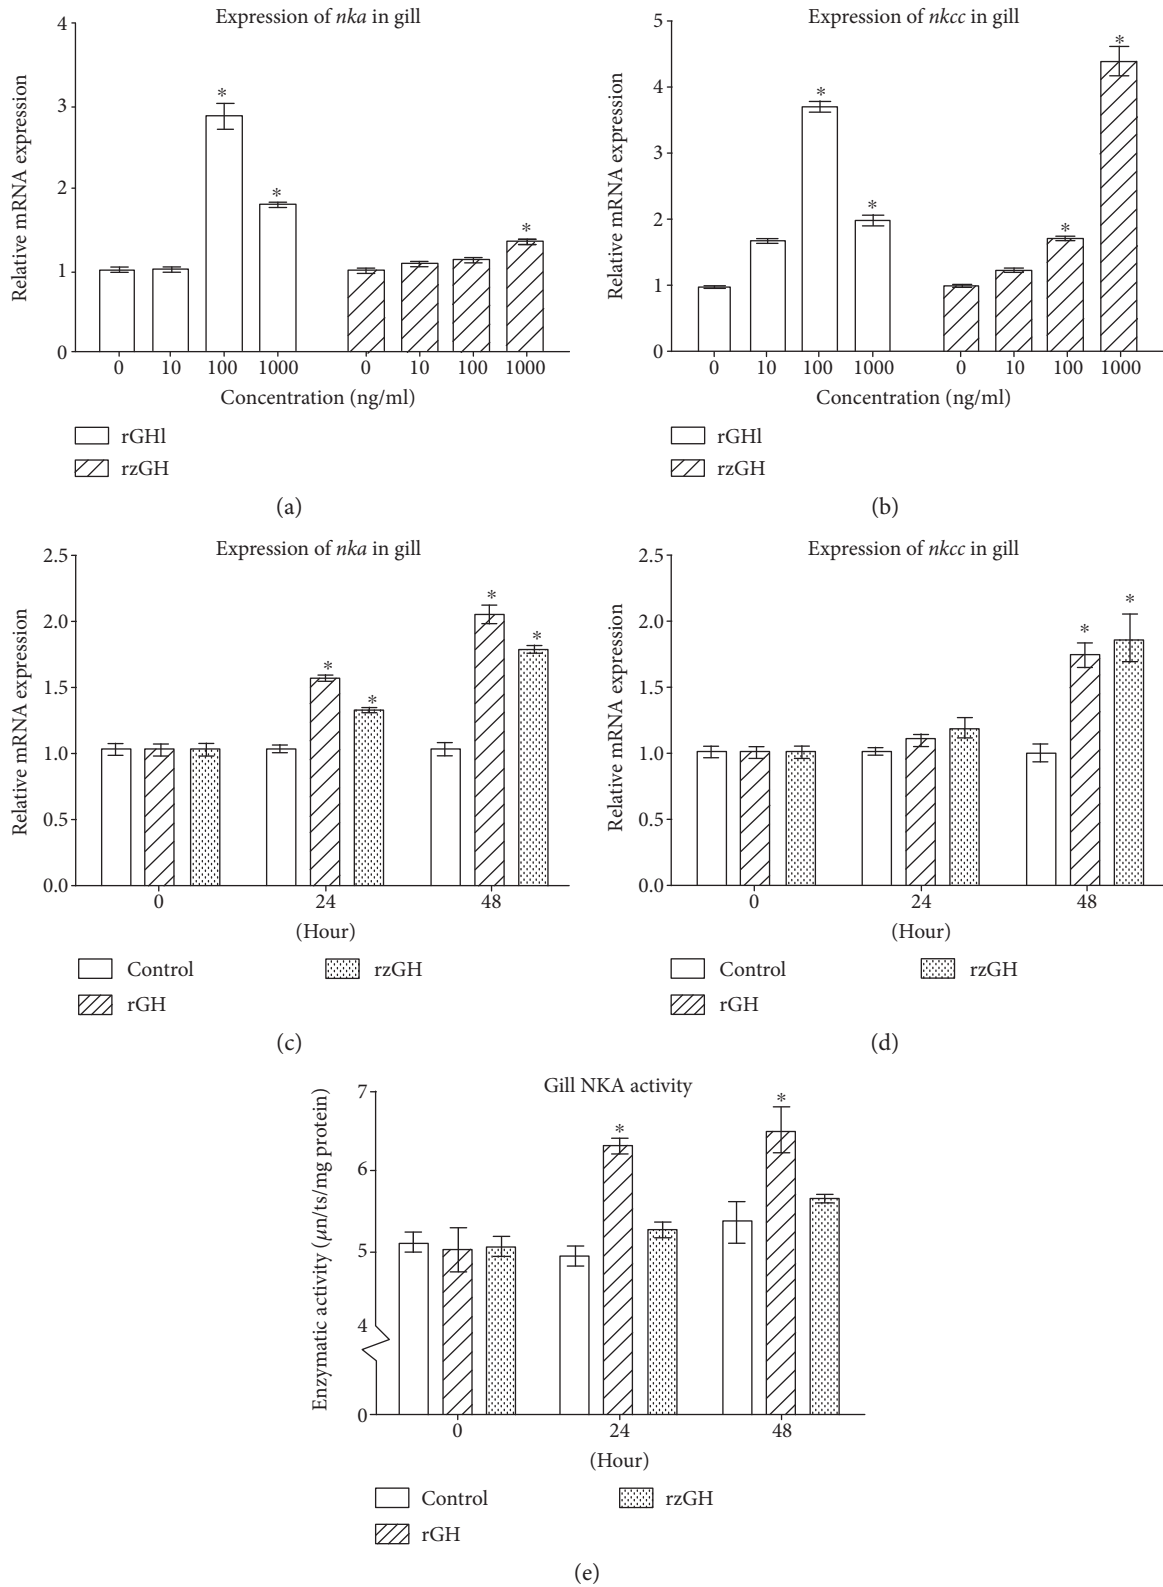 Expression of nka in gill
Relative mRNA expression
4
3
2
1
0
* * *
0 10 100 1000 0 10 100 1000
Concentration (ng/ml)
rGHl
rzGH
(a)
Expression of nkcc in gill
Relative mRNA expression
5
4
3
2
1
0
* * * *
0 10 100 1000 0 10 100 1000
Concentration (ng/ml)
rGHl
rzGH
(b)
Expression of nka in gill
Relative mRNA expression
2.5
2.0
1.5
1.0
0.5
0.0
* * * *
0 24 48
(Hour)
Control
rGH
rzGH
(c)
Expression of nkcc in gill
Relative mRNA expression
2.5
2.0
1.5
1.0
0.5
0.0
* *
0 24 48
(Hour)
Control
rGH
rzGH
(d)
Gill NKA activity
Enzymatic activity (μn/ts/mg protein)
7
6
5
4
0
* *
0 24 48
(Hour)
Control
rGH
rzGH
(e)